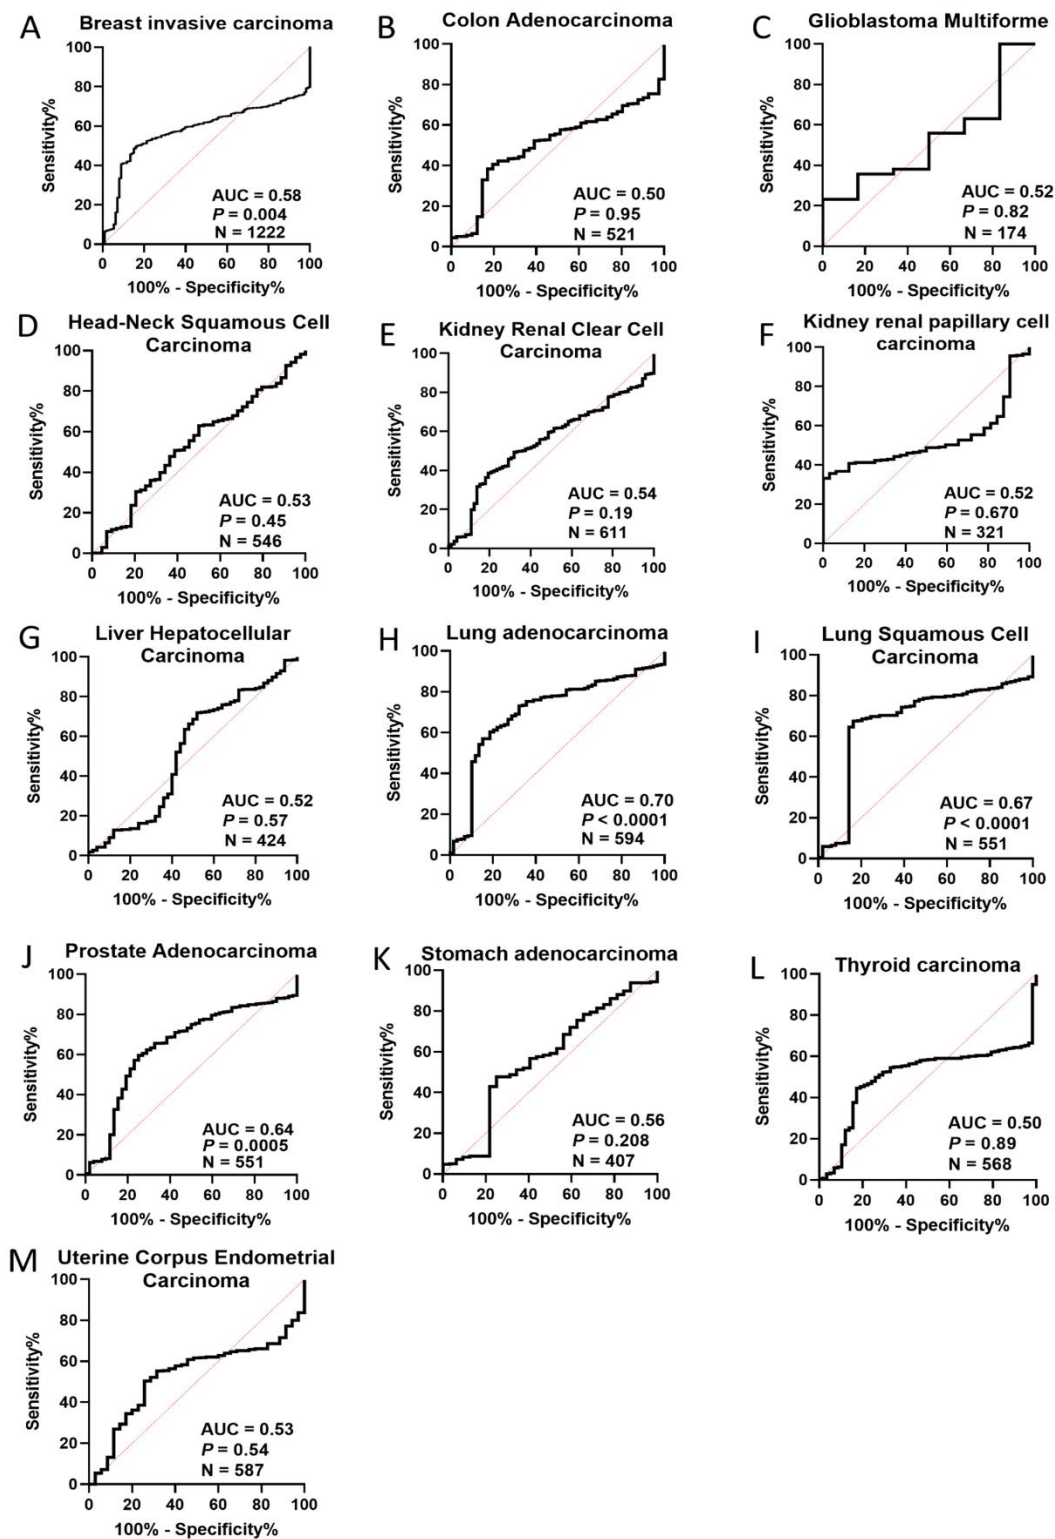 A
Breast invasive carcinoma
100
80
60
40
20
0
Sensitivity%
AUC = 0.58
P = 0.004
N = 1222
0 20 40 60 80 100
100% - Specificity%
B
Colon Adenocarcinoma
100
80
60
40
20
0
Sensitivity%
AUC = 0.50
P = 0.95
N = 521
0 20 40 60 80 100
100% - Specificity%
C
Glioblastoma Multiforme
100
80
60
40
20
0
Sensitivity%
AUC = 0.52
P = 0.82
N = 174
0 20 40 60 80 100
100% - Specificity%
D
Head-Neck Squamous Cell
Carcinoma
100
80
60
40
20
0
Sensitivity%
AUC = 0.53
P = 0.45
N = 546
0 20 40 60 80 100
100% - Specificity%
E
Kidney Renal Clear Cell
Carcinoma
100
80
60
40
20
0
Sensitivity%
AUC = 0.54
P = 0.19
N = 611
0 20 40 60 80 100
100% - Specificity%
F
Kidney renal papillary cell
carcinoma
100
80
60
40
20
0
Sensitivity%
AUC = 0.52
P = 0.670
N = 321
0 20 40 60 80 100
100% - Specificity%
G
Liver Hepatocellular
Carcinoma
100
80
60
40
20
0
Sensitivity%
AUC = 0.52
P = 0.57
N = 424
0 20 40 60 80 100
100% - Specificity%
H
Lung adenocarcinoma
100
80
60
40
20
0
Sensitivity%
AUC = 0.70
P < 0.0001
N = 594
0 20 40 60 80 100
100% - Specificity%
I
Lung Squamous Cell
Carcinoma
100
80
60
40
20
0
Sensitivity%
AUC = 0.67
P < 0.0001
N = 551
0 20 40 60 80 100
100% - Specificity%
J
Prostate Adenocarcinoma
100
80
60
40
20
0
Sensitivity%
AUC = 0.64
P = 0.0005
N = 551
0 20 40 60 80 100
100% - Specificity%
K
Stomach adenocarcinoma
100
80
60
40
20
0
Sensitivity%
AUC = 0.56
P = 0.208
N = 407
0 20 40 60 80 100
100% - Specificity%
L
Thyroid carcinoma
100
80
60
40
20
0
Sensitivity%
AUC = 0.50
P = 0.89
N = 568
0 20 40 60 80 100
100% - Specificity%
M
Uterine Corpus Endometrial
Carcinoma
100
80
60
40
20
0
Sensitivity%
AUC = 0.53
P = 0.54
N = 587
0 20 40 60 80 100
100% - Specificity%